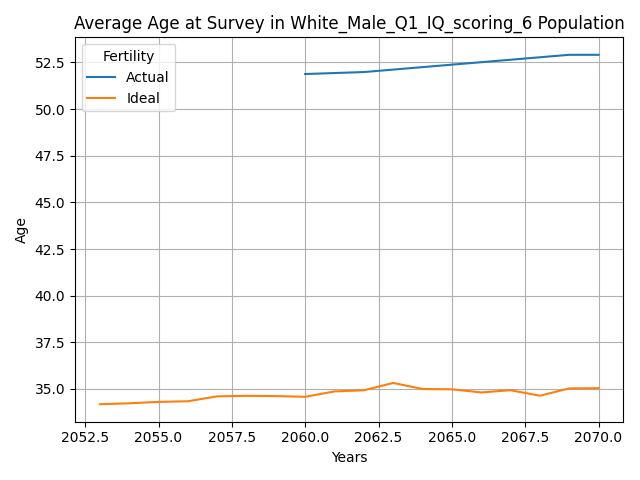 Average Age at Survey in White_Male_Q1_IQ_scoring_6 Population
Fertility
Actual
Ideal
52.5
50.0
47.5
45.0
42.5
40.0
37.5
35.0
Age
2052.5 2055.0 2057.5 2060.0 2062.5 2065.0 2067.5 2070.0
Years